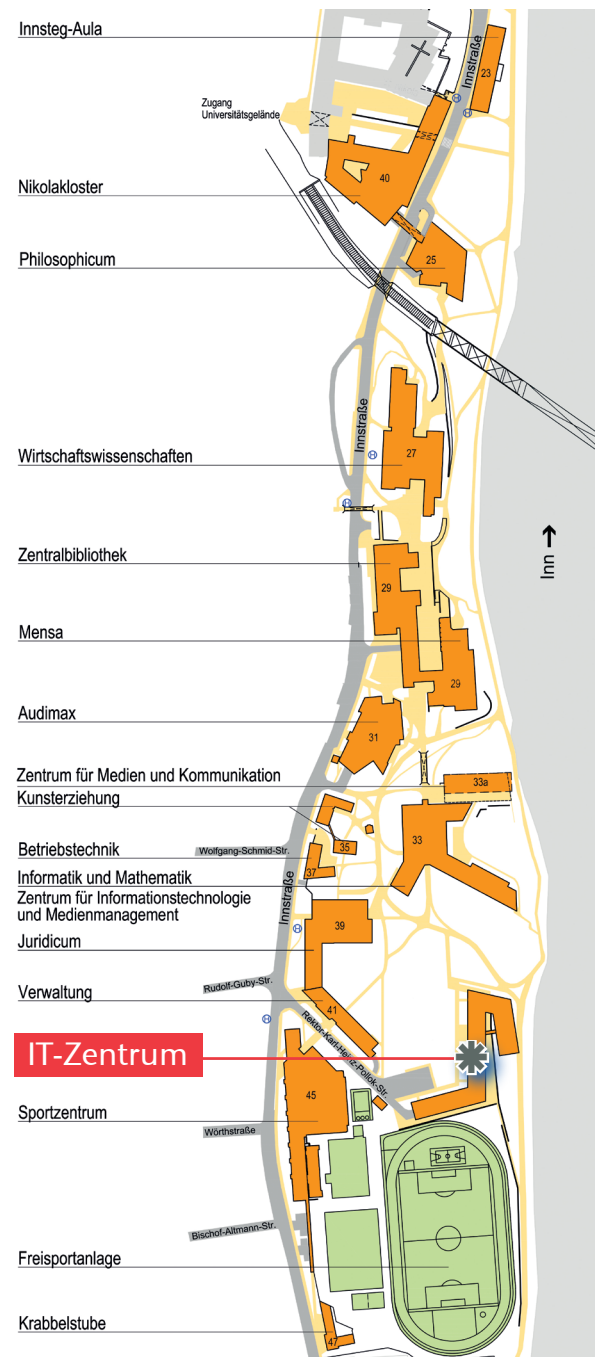 Innsteg-Aula
Innstraße
23
Zugang
Universitätsgelände
40
Nikolakloster
Philosophicum
25
Innstraße
Wirtschaftswissenschaften
27
H
H
H
H
Inn
Zentralbibliothek
29
Mensa
29
Audimax
31
Zentrum für Medien und Kommunikation
33a
Kunsterziehung
33
Betriebstechnik
Wolfgang-Schmid-Str.
35
37
Informatik und Mathematik
Zentrum für Informationstechnologie
und Medienmanagement
Innstraße
Juridicum
39
H
Verwaltung
Rudolf-Guby-Str.
41
H
Rektor-Karl-Heinz-Pollok-Str.
IT-Zentrum
45
Sportzentrum
Wörthstraße
Bischof-Altmann-Str.
Freisportanlage
Krabbelstube
47